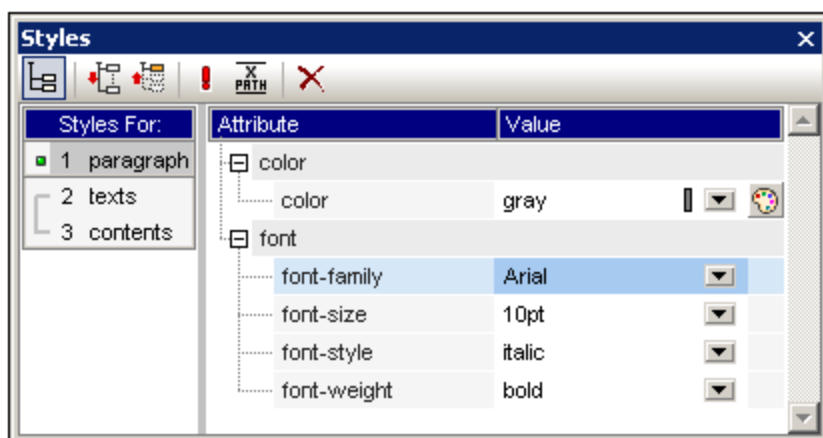 Styles
X
PATH
Styles For:
Attribute Value
1 paragraph
color
2 texts
color gray
3 contents
font
font-family Arial
font-size 10pt
font-style italic
font-weight bold